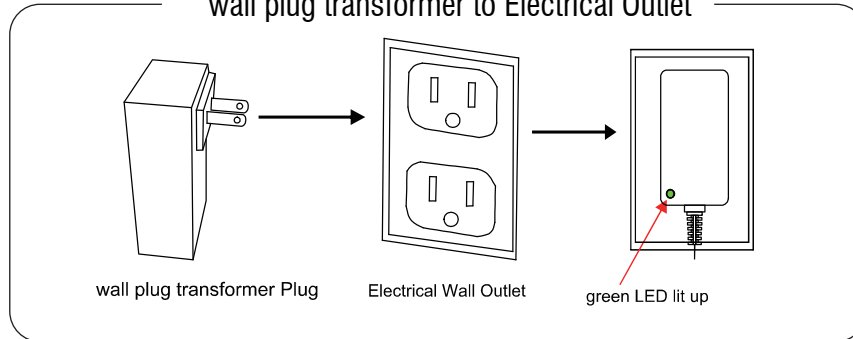 wall plug transformer to Electrical Outlet
wall plug transformer Plug
Electrical Wall Outlet
green LED lit up